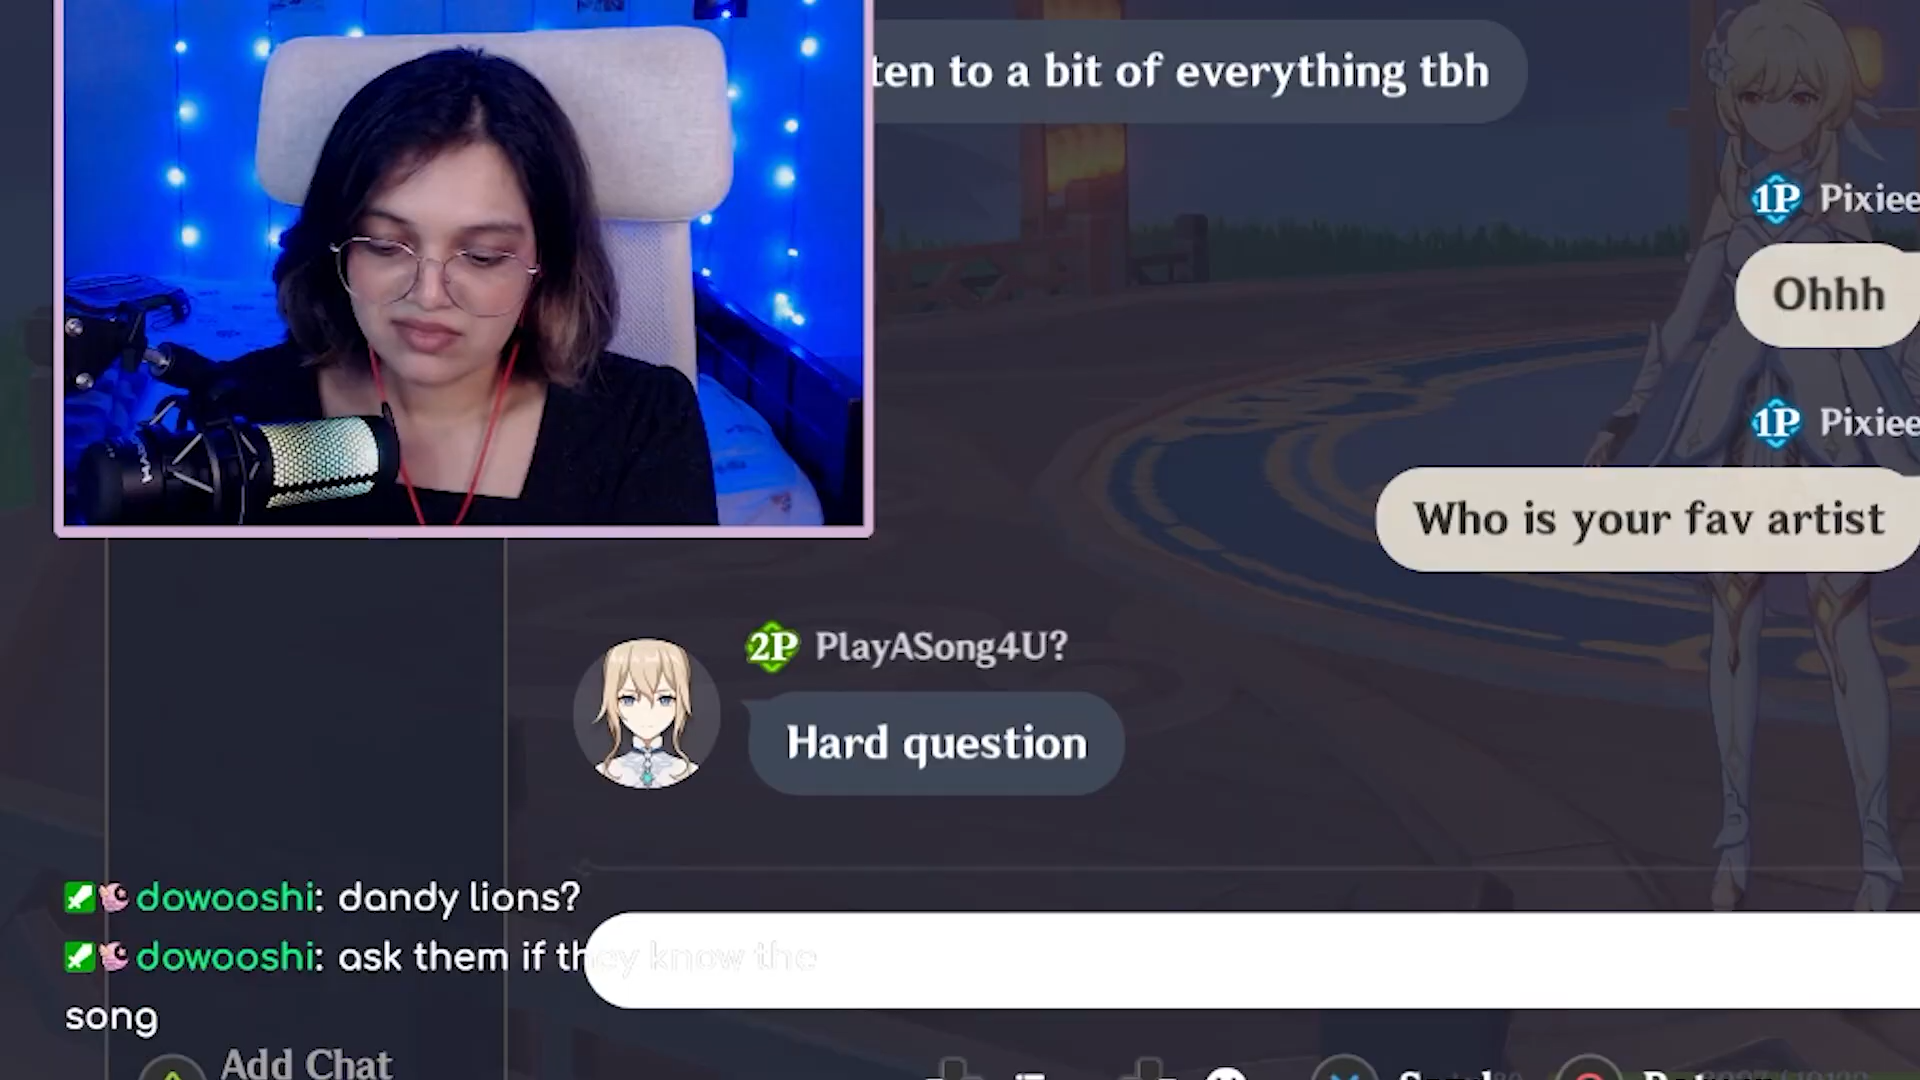 ten to a bit of everything tbh
1P Pixiee
Ohhh
1P Pixiee
Who is your fav artist
2P PlayASong4U?
Hard question
dowooshi: dandy lions?
dowooshi: ask them if they know the
song
Add Chat